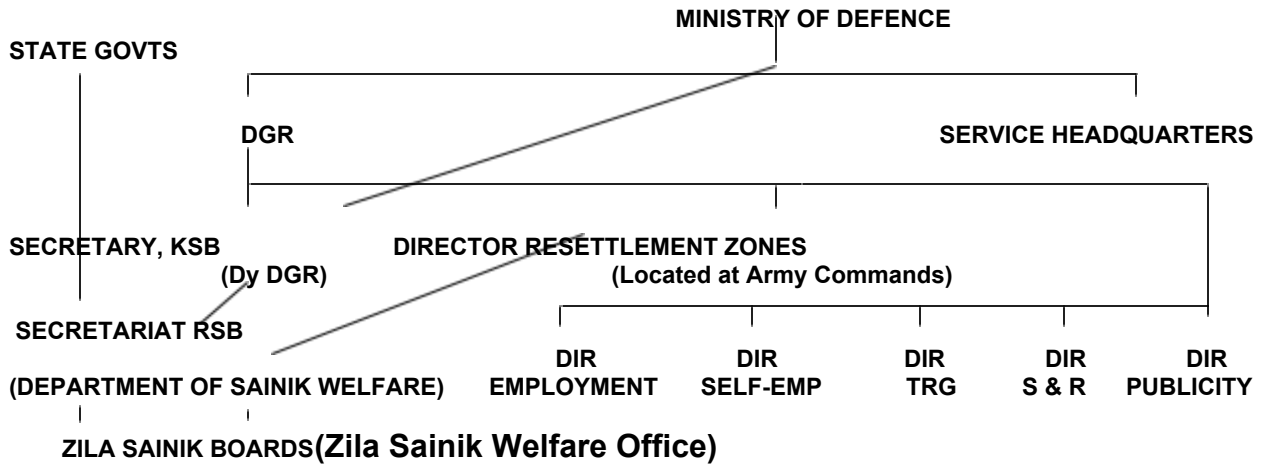 MINISTRY OF DEFENCE
STATE GOVTS
DGR SERVICE HEADQUARTERS
SECRETARY, KSB DIRECTOR RESETTLEMENT ZONES
(Dy DGR) (Located at Army Commands)
SECRETARIAT RSB
DIR DIR DIR DIR DIR
(DEPARTMENT OF SAINIK WELFARE) EMPLOYMENT SELF-EMP TRG S & R PUBLICITY
ZILA SAINIK BOARDS(Zila Sainik Welfare Office)